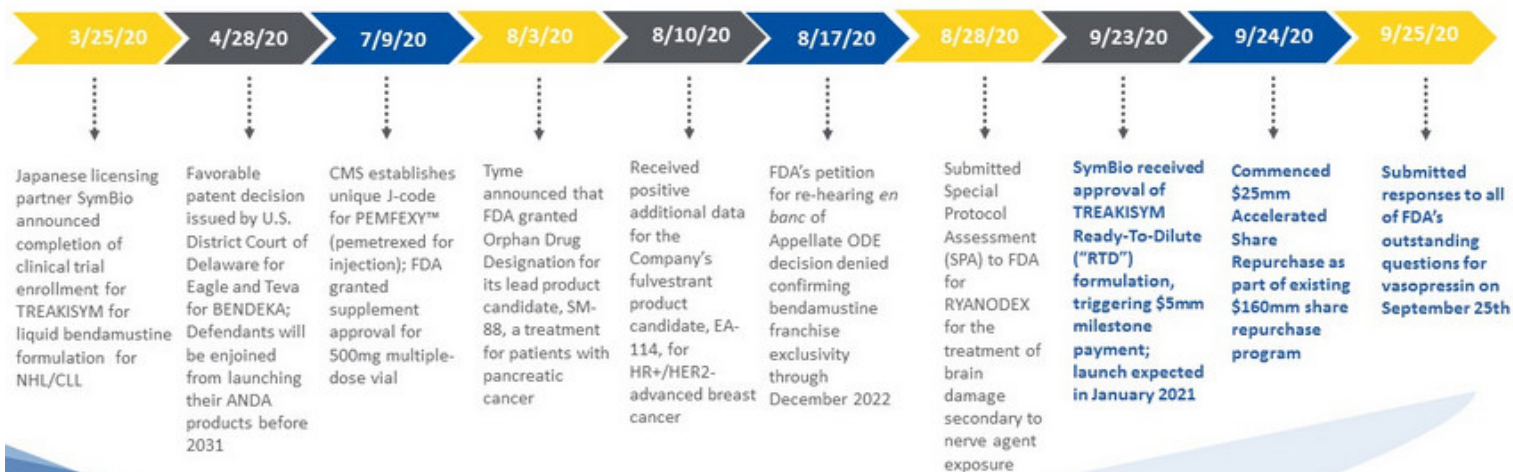 3/25/20
4/28/20
7/9/20
8/3/20
8/10/20
8/17/20
8/28/20
9/23/20
9/24/20
9/25/20
Japanese licensing
partner SymBio
announced
completion of
clinical trial
enrollment for
TREAKISYM for
liquid bendamustine
formulation for
NHL/CLL
Favorable
patent decision
issued by U.S.
District Court of
Delaware for
Eagle and Teva
for BENDEKA;
Defendants will
be enjoined
from launching
their ANDA
products before
2031
CMS establishes
unique J-code
for PEMFEXY™
(pemetrexed for
injection); FDA
granted
supplement
approval for
500mg multiple-
dose vial
Tyme
announced that
FDA granted
Orphan Drug
Designation for
its lead product
candidate, SM-
88, a treatment
for patients with
pancreatic
cancer
Received
positive
additional data
for the
Company's
fulvestrant
product
candidate, EA-
114, for
HR+/HER2-
advanced breast
cancer
FDA's petition
for re-hearing en
banc of
Appellate ODE
decision denied
confirming
bendamustine
franchise
exclusivity
through
December 2022
Submitted
Special
Protocol
Assessment
(SPA) to FDA
for
RYANODEX
for the
treatment of
brain
damage
secondary to
nerve agent
exposure
SymBio received
approval of
TREAKISYM
Ready-To-Dilute
("RTD")
formulation,
triggering $5mm
milestone
payment;
launch expected
in January 2021
Commenced
$25mm
Accelerated
Share
Repurchase as
part of existing
$160mm share
repurchase
program
Submitted
responses to all
of FDA's
outstanding
questions for
vasopressin on
September 25th